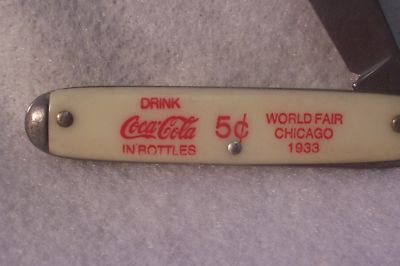 DRINK
Coca-Cola
IN BOTTLES
5¢
WORLD FAIR
CHICAGO
1933